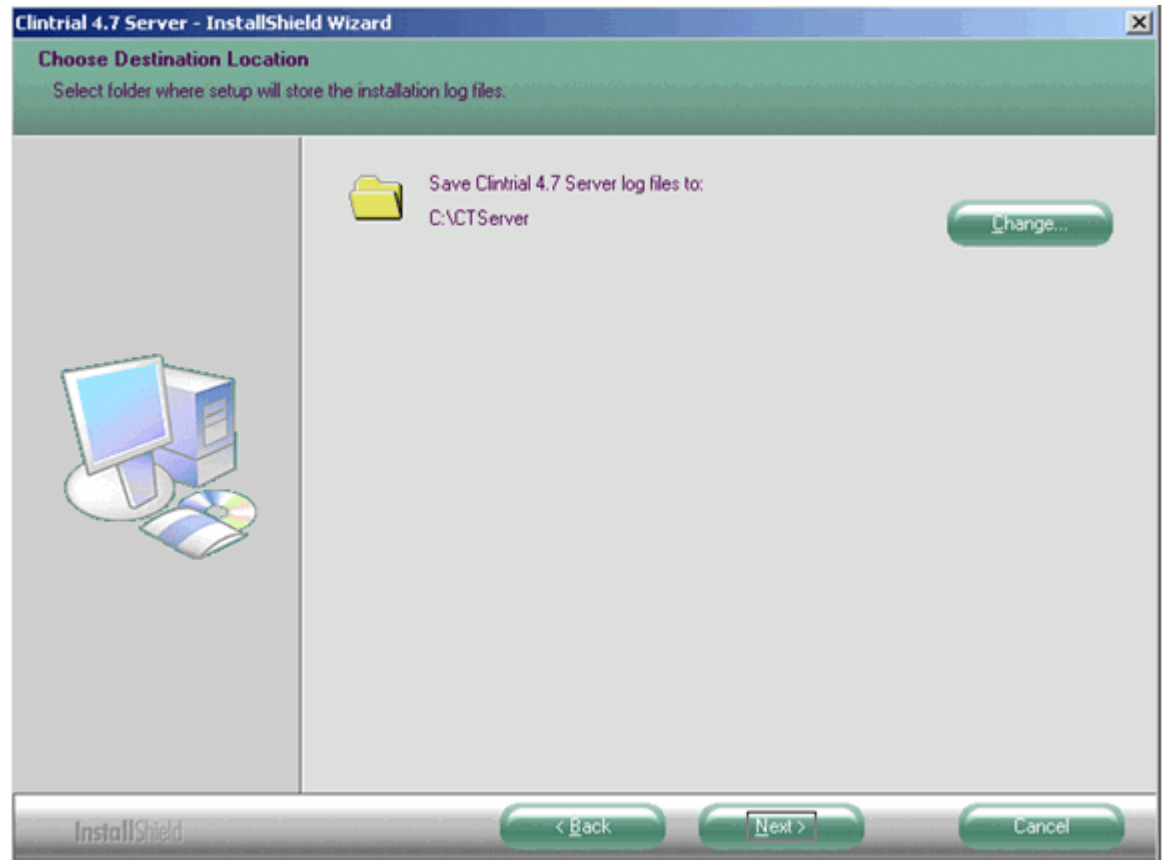 Clintrial 4.7 Server - InstallShield Wizard
Choose Destination Location
Select folder where setup will store the installation log files.
Save Clintrial 4.7 Server log files to:
C:\CTServer
Change...
InstallShield
< Back
Next >
Cancel